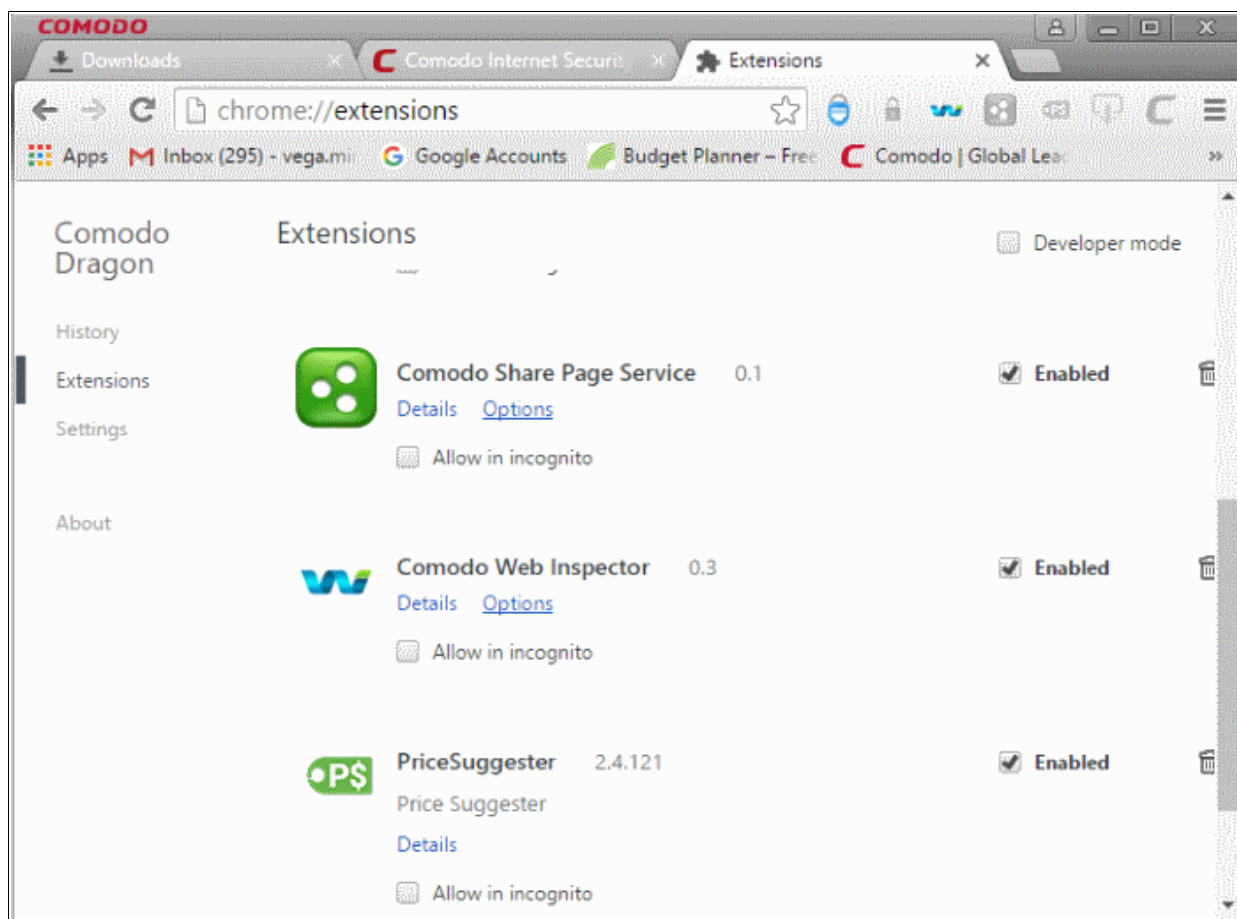 COMODO
Downloads
Comodo Internet Securit
Extensions
chrome://extensions
Apps
Inbox (295) - vega.mi
Google Accounts
Budget Planner – Free
Comodo | Global Lea
»
Comodo Dragon
Extensions
Developer mode
History
Extensions
Settings
About
Comodo Share Page Service 0.1
Enabled
Details Options
Allow in incognito
Comodo Web Inspector 0.3
Enabled
Details Options
Allow in incognito
P$
PriceSuggester 2.4.121
Enabled
Price Suggester
Details
Allow in incognito